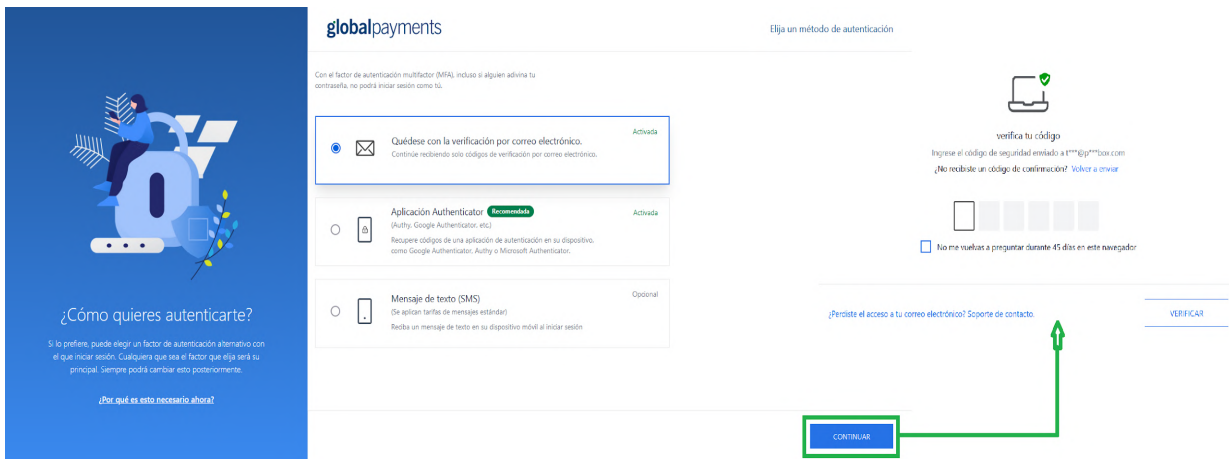 globalpayments
Elija un método de autenticación
Con el factor de autenticación multifactor (MFA), incluso si alguien adivina tu
contraseña, no podrá iniciar sesión como tú.
Activada
Quédese con la verificación por correo electrónico.
Continúe recibiendo solo códigos de verificación por correo electrónico.
Aplicación Authenticator Recomendada
Activada
(Authy, Google Authenticator, etc.)
Recupere códigos de una aplicación de autenticación en su dispositivo,
como Google Authenticator, Authy o Microsoft Authenticator.
Mensaje de texto (SMS)
Opcional
(Se aplican tarifas de mensajes estándar)
Reciba un mensaje de texto en su dispositivo móvil al iniciar sesión
CONTINUAR
¿Cómo quieres autenticarte?
Si lo prefiere, puede elegir un factor de autenticación alternativo con
el que iniciar sesión. Cualquiera que sea el factor que elija será su
principal. Siempre podrá cambiar esto posteriormente.
¿Por qué es esto necesario ahora?
verifica tu código
Ingrese el código de seguridad enviado a t***@p***box.com
¿No recibiste un código de confirmación? Volver a enviar
No me vuelvas a preguntar durante 45 días en este navegador
¿Perdiste el acceso a tu correo electrónico? Soporte de contacto.
VERIFICAR